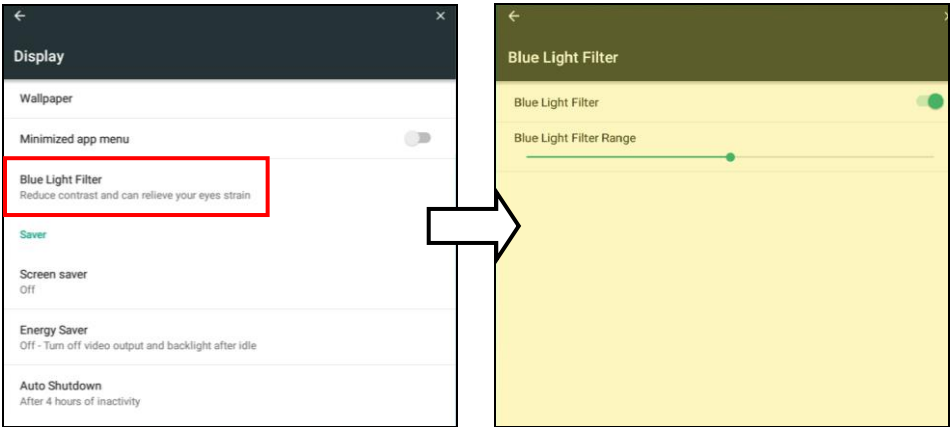 Display
Wallpaper
Minimized app menu
Blue Light Filter
Reduce contrast and can relieve your eyes strain
Saver
Screen saver
Off
Energy Saver
Off - Turn off video output and backlight after idle
Auto Shutdown
After 4 hours of inactivity
Blue Light Filter
Blue Light Filter
Blue Light Filter Range